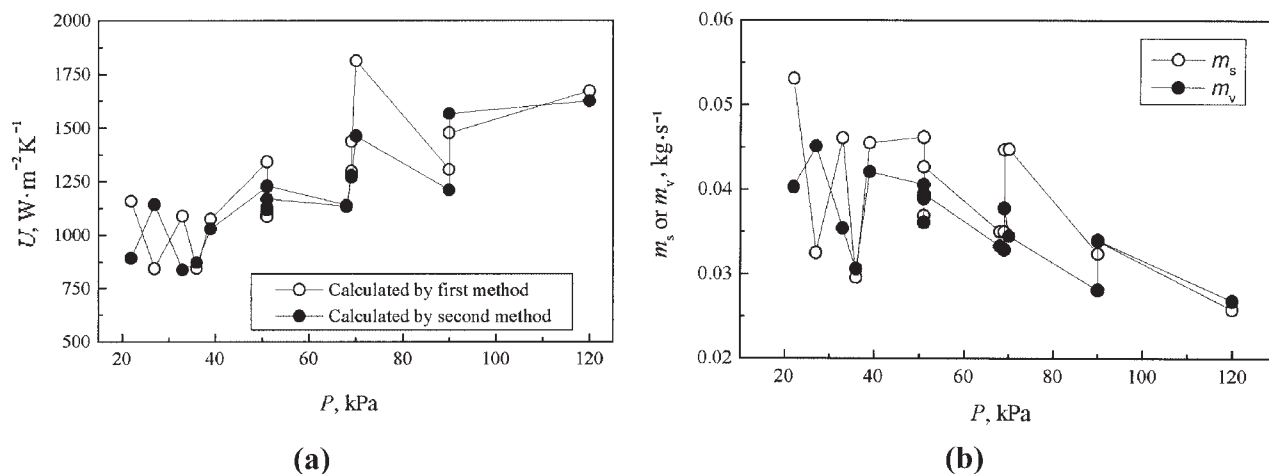 2000
1750
1500
1250
1000
750
500
U, W·m⁻²K⁻¹
Calculated by first method
Calculated by second method
20 40 60 80 100 120
P, kPa
(a)
0.06
0.05
0.04
0.03
0.02
mₛ or mᵥ, kg·s⁻¹
mₛ
mᵥ
20 40 60 80 100 120
P, kPa
(b)